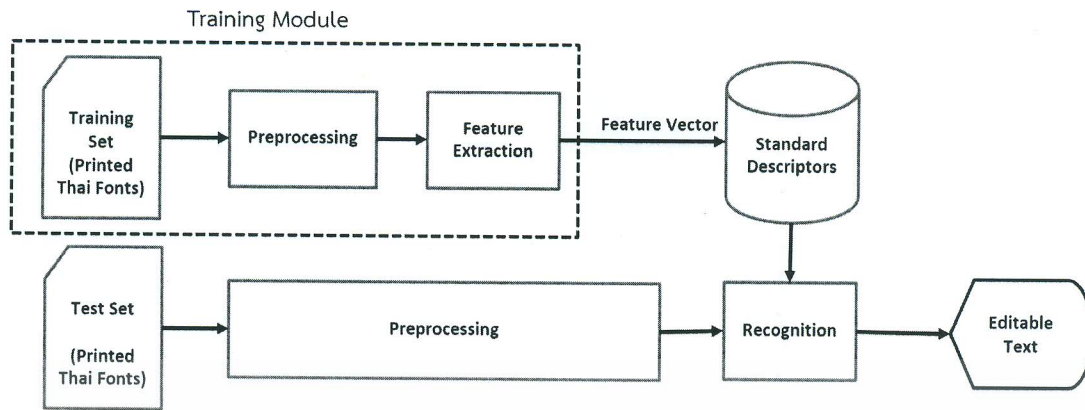 Training Module
Training
Set
(Printed
Thai Fonts)
Preprocessing
Feature
Extraction
Feature Vector
Standard
Descriptors
Test Set
(Printed
Thai Fonts)
Preprocessing
Recognition
Editable
Text